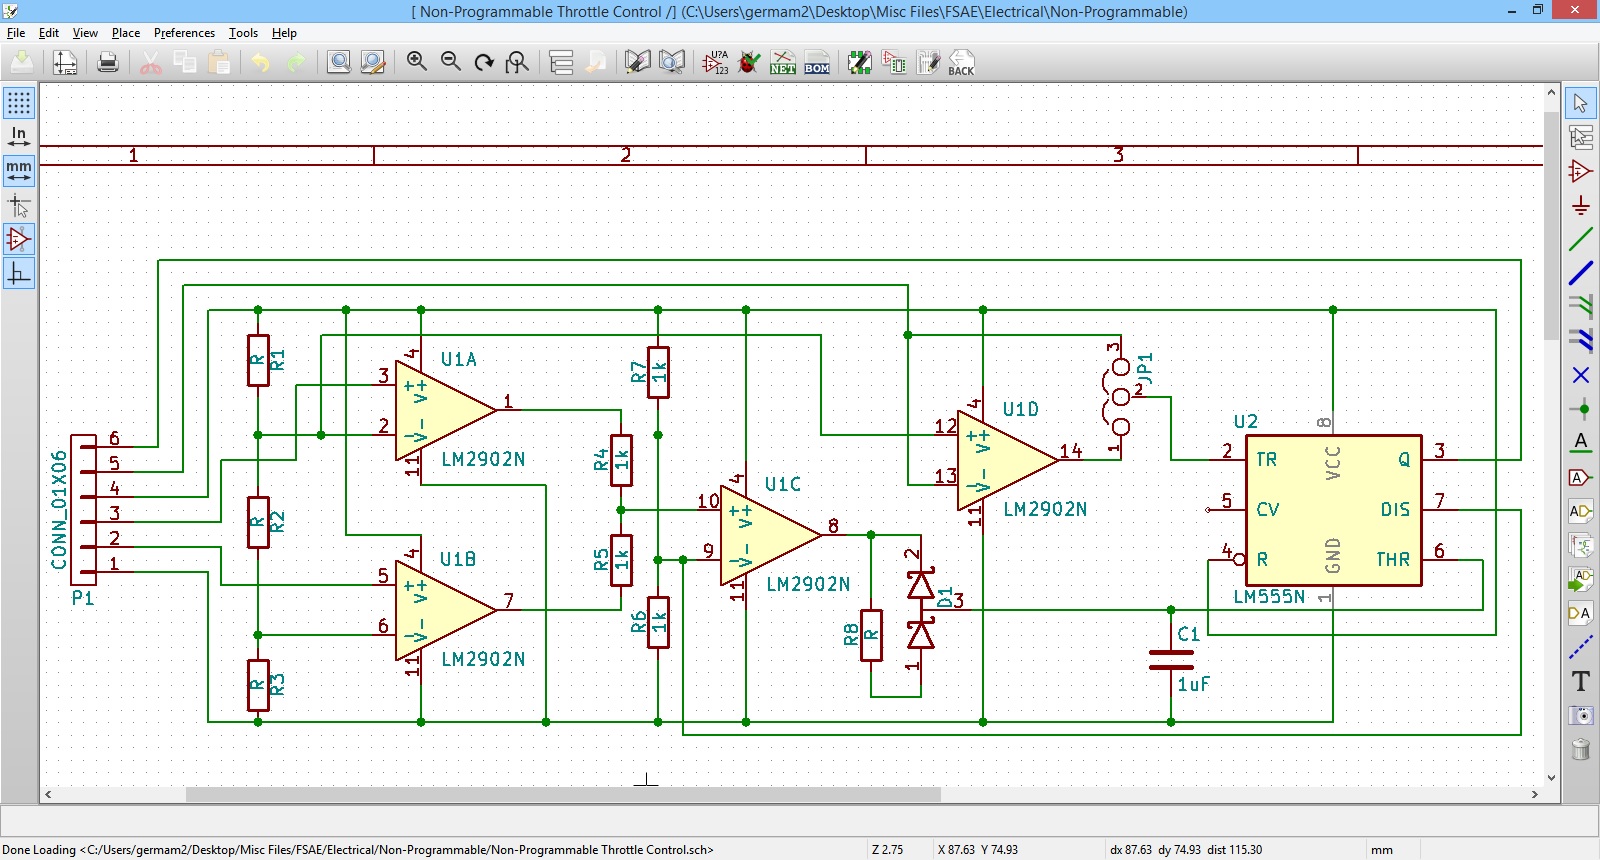 [ Non-Programmable Throttle Control /] (C:\Users\germam2\Desktop\Misc Files\FSAE\Electrical\Non-Programmable)
File Edit View Place Preferences Tools Help
U?A
123
NET
BOM
BACK
In
mm
1 2 3
CONN_01X06
P1
6
5
4
3
2
1
R R1
R R2
R R3
U1A
3
2
4
11
1
V+
V-
LM2902N
U1B
5
6
4
11
7
V+
V-
LM2902N
R4 1k
R5 1k
R7 1k
R6 1k
U1C
10
9
4
11
8
V+
V-
LM2902N
R8 R
D1
2
3
1
U1D
12
13
4
11
14
V+
V-
LM2902N
JP1
3
2
1
U2
2 TR
5 CV
4 R
VCC 8
GND 1
Q 3
DIS 7
THR 6
LM555N
C1
1uF
A
A
AD
AD
DA
T
Done Loading <C:/Users/germam2/Desktop/Misc Files/FSAE/Electrical/Non-Programmable/Non-Programmable Throttle Control.sch> Z 2.75 X 87.63 Y 74.93 dx 87.63 dy 74.93 dist 115.30 mm